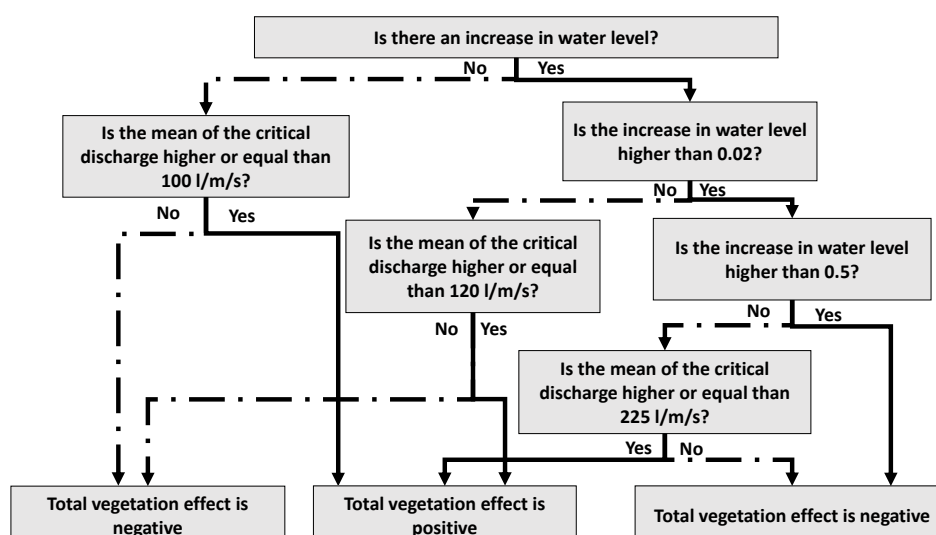 Is there an increase in water level?
No Yes
Is the mean of the critical
discharge higher or equal than
100 l/m/s?
Is the increase in water level
higher than 0.02?
No Yes
No Yes
Is the mean of the critical
discharge higher or equal
than 120 l/m/s?
Is the increase in water level
higher than 0.5?
No Yes
No Yes
Is the mean of the critical
discharge higher or equal than
225 l/m/s?
Yes No
Total vegetation effect is
negative
Total vegetation effect is
positive
Total vegetation effect is negative